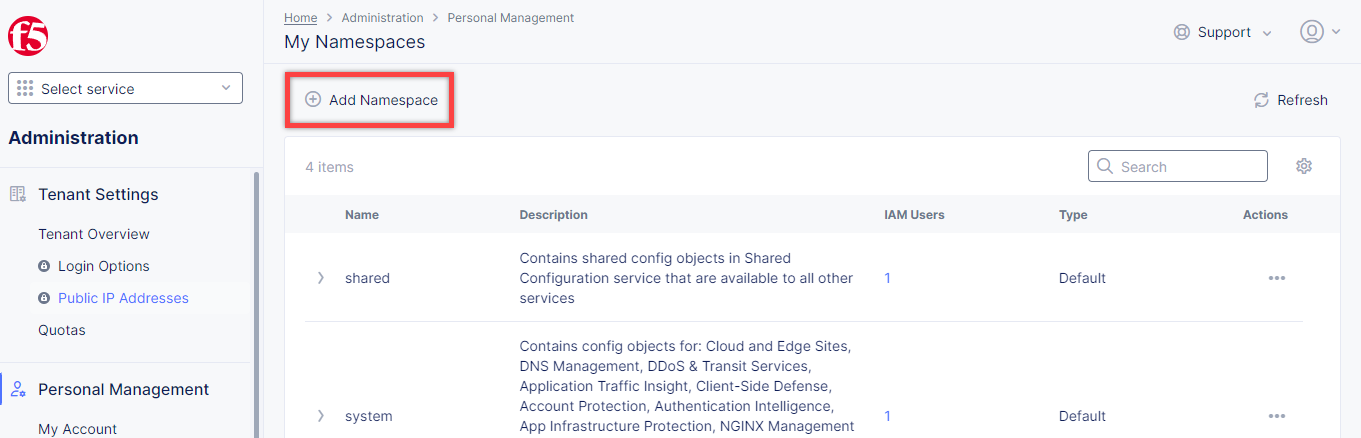 f5
Select service
Administration
Tenant Settings
Tenant Overview
Login Options
Public IP Addresses
Quotas
Personal Management
My Account
Home > Administration > Personal Management
My Namespaces
Support
Add Namespace
Refresh
4 items
Search
Name Description IAM Users Type Actions
shared
Contains shared config objects in Shared
Configuration service that are available to all other
services
1
Default
system
Contains config objects for: Cloud and Edge Sites,
DNS Management, DDoS & Transit Services,
Application Traffic Insight, Client-Side Defense,
Account Protection, Authentication Intelligence,
App Infrastructure Protection, NGINX Management
1
Default